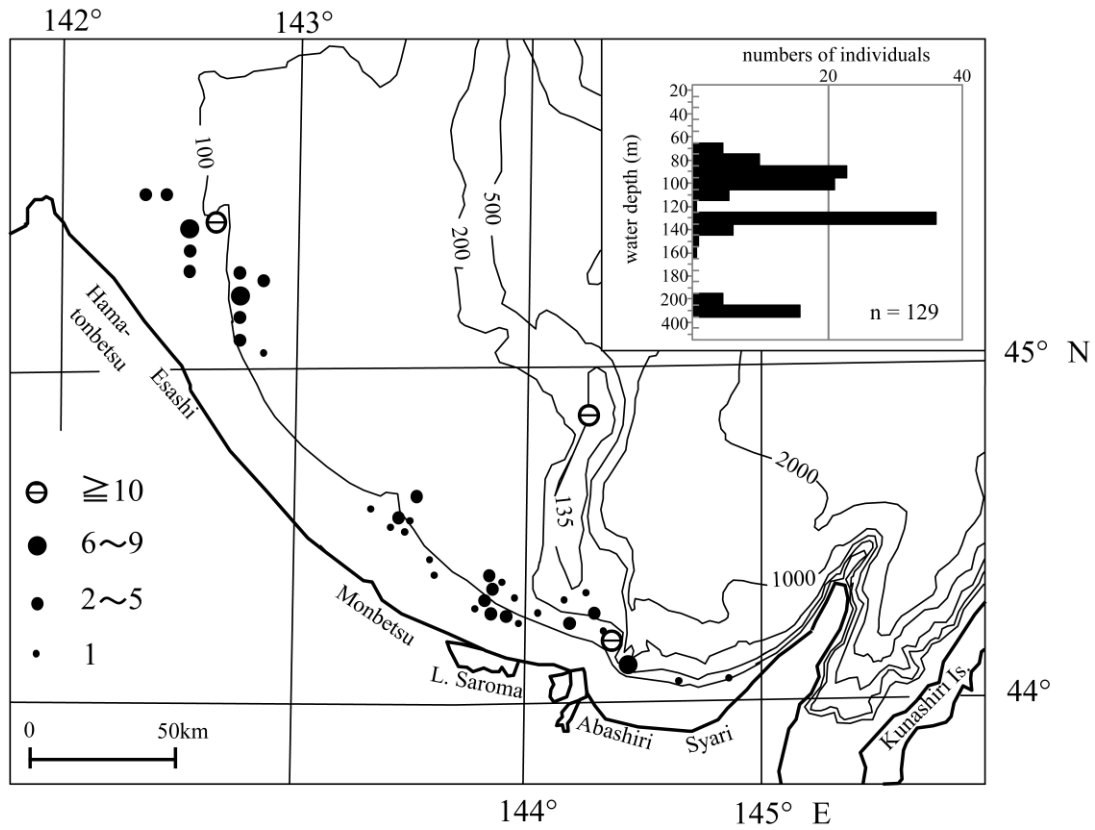 142°
143°
numbers of individuals
20
40
20
40
60
80
100
120
140
160
180
200
400
water depth (m)
n = 129
100
200
500
45° N
Hama-
tonbetsu
Esashi
135
2000
1000
≧10
6～9
2～5
1
Monbetsu
L. Saroma
Abashiri
Syari
Kunashiri Is.
44°
0
50km
144°
145° E